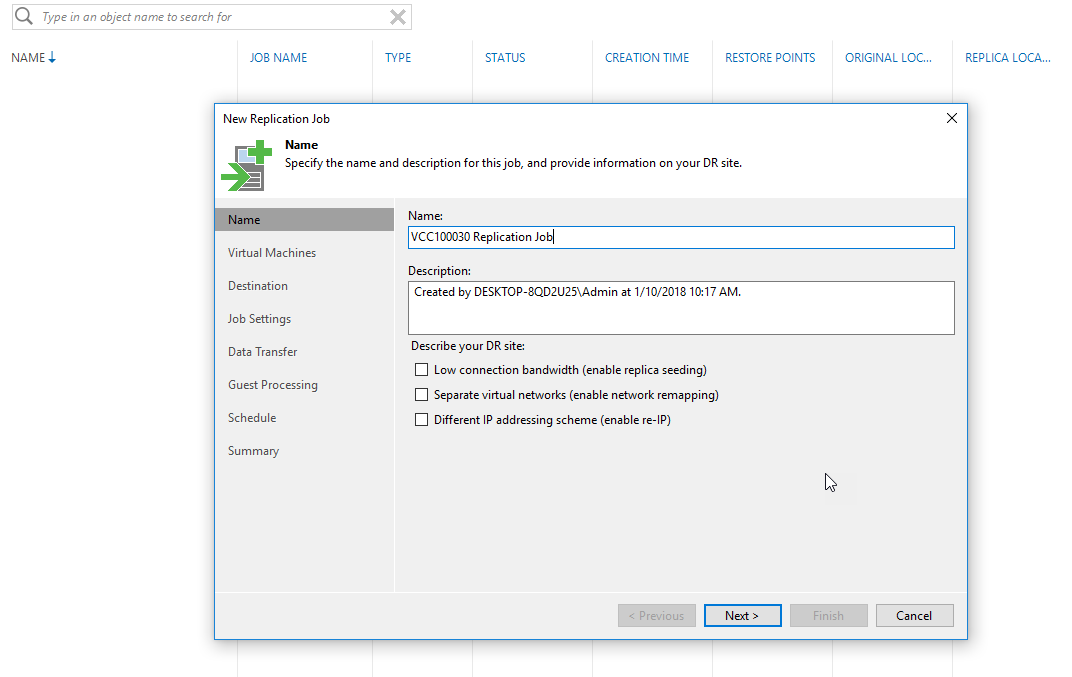 Type in an object name to search for
NAME JOB NAME TYPE STATUS CREATION TIME RESTORE POINTS ORIGINAL LOC... REPLICA LOCA...
New Replication Job
Name
Specify the name and description for this job, and provide information on your DR site.
Name
Virtual Machines
Destination
Job Settings
Data Transfer
Guest Processing
Schedule
Summary
Name:
VCC100030 Replication Job
Description:
Created by DESKTOP-8QD2U25\Admin at 1/10/2018 10:17 AM.
Describe your DR site:
Low connection bandwidth (enable replica seeding)
Separate virtual networks (enable network remapping)
Different IP addressing scheme (enable re-IP)
< Previous Next > Finish Cancel